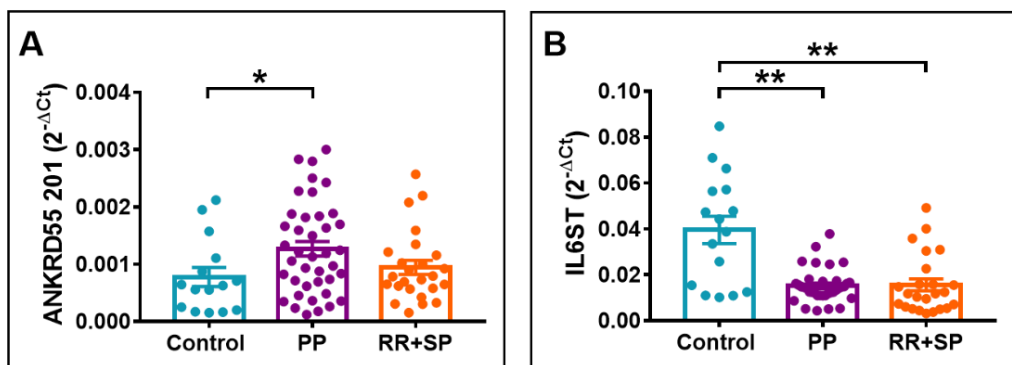 A
ANKRD55 201 (2^-ΔCt)
0.004
0.003
0.002
0.001
0.000
*
Control PP RR+SP
B
IL6ST (2^-ΔCt)
0.10
0.08
0.06
0.04
0.02
0.00
**
**
Control PP RR+SP